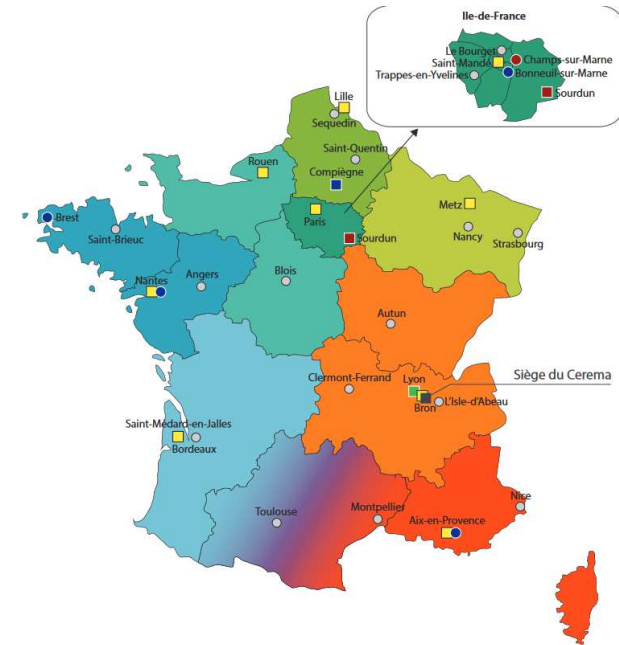 Ile-de-France
Le Bourget
Saint-Mandé
Champs-sur-Marne
Trappes-en-Yvelines
Bonneuil-sur-Marne
Sourdun
Lille
Sequedin
Saint-Quentin
Rouen
Compiègne
Metz
Brest
Paris
Saint-Brieuc
Sourdun
Nancy
Strasbourg
Angers
Blois
Nantes
Autun
Siège du Cerema
Clermont-Ferrand
Lyon
L'Isle-d'Abeau
Bron
Saint-Médard-en-Jalles
Bordeaux
Nice
Montpellier
Toulouse
Aix-en-Provence